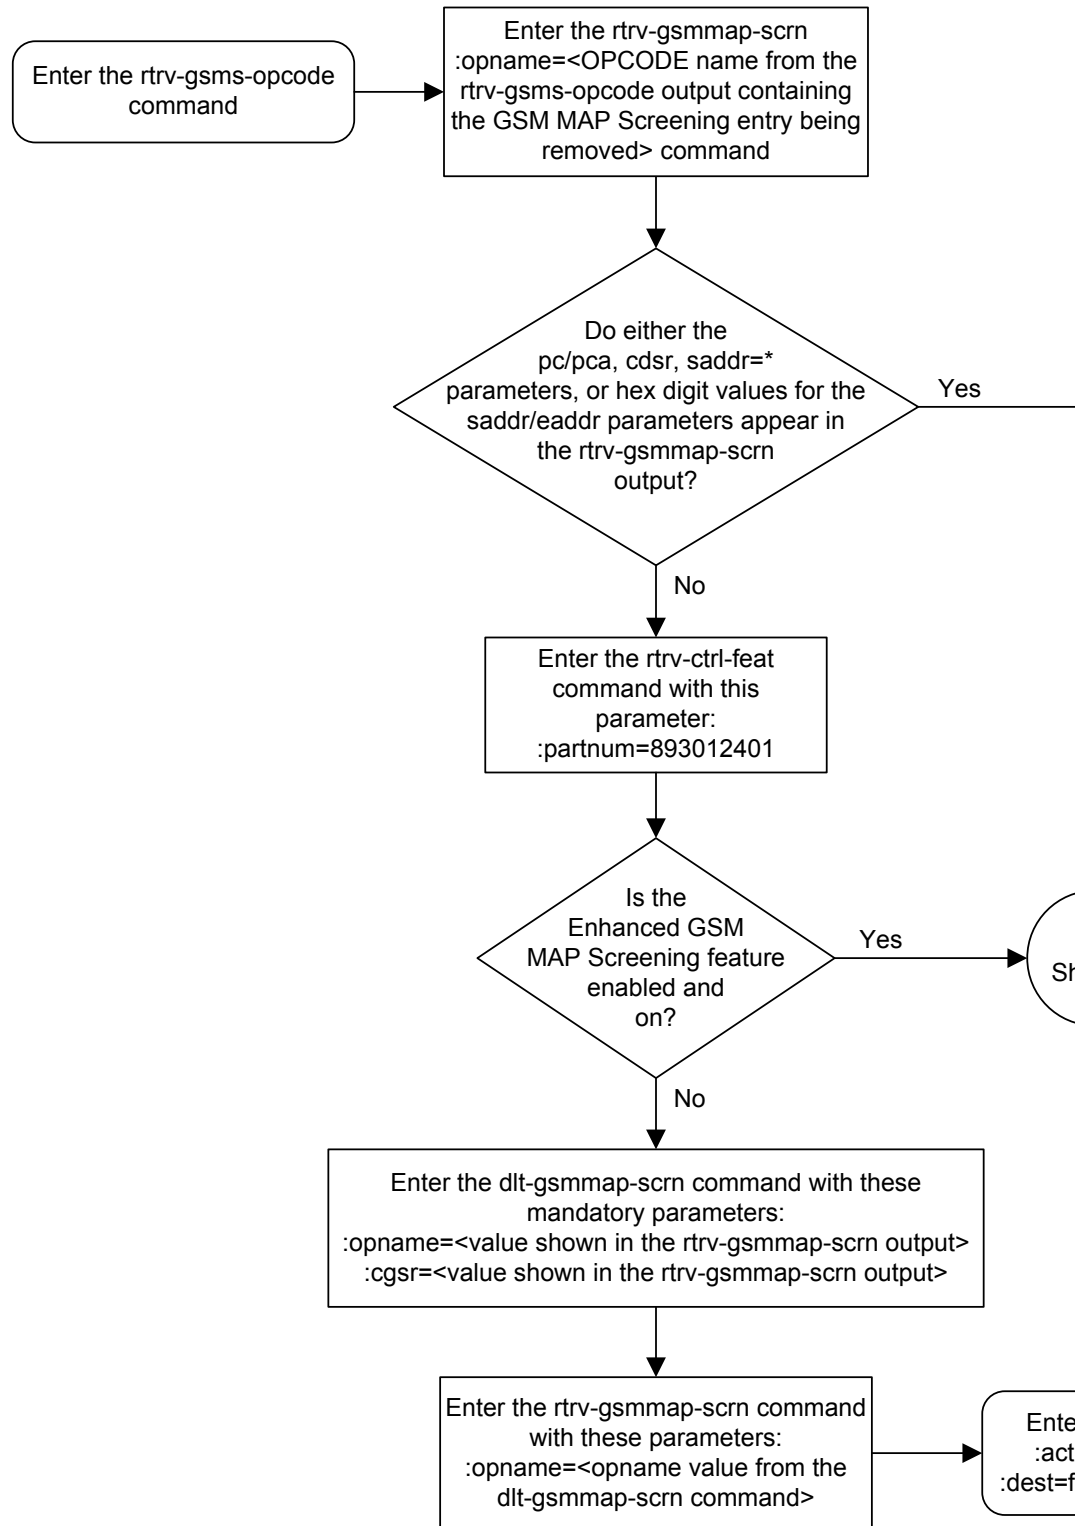 Enter the rtrv-gsms-opcode
command
Enter the rtrv-gsmmap-scrn
:opname=<OPCODE name from the
rtrv-gsms-opcode output containing
the GSM MAP Screening entry being
removed> command
Do either the
pc/pca, cdsr, saddr=*
parameters, or hex digit values for the
saddr/eaddr parameters appear in
the rtrv-gsmmap-scrn
output?
Yes
No
Enter the rtrv-ctrl-feat
command with this
parameter:
:partnum=893012401
Is the
Enhanced GSM
MAP Screening feature
enabled and
on?
Yes
Sh
No
Enter the dlt-gsmmap-scrn command with these
mandatory parameters:
:opname=<value shown in the rtrv-gsmmap-scrn output>
:cgsr=<value shown in the rtrv-gsmmap-scrn output>
Enter the rtrv-gsmmap-scrn command
with these parameters:
:opname=<opname value from the
dlt-gsmmap-scrn command>
Ente
:act
:dest=f